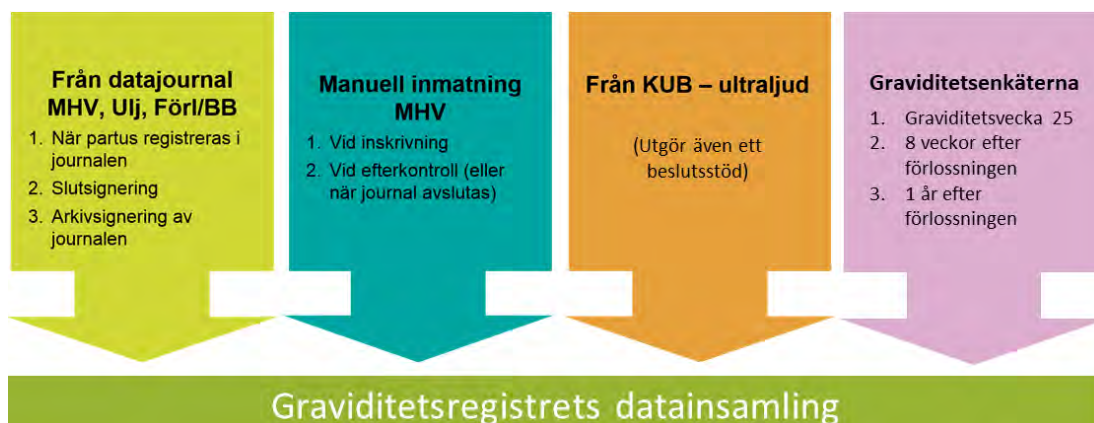 Från datajournal
MHV, Ulj, Förl/BB
1. När partus registreras i
journalen
2. Slutsignering
3. Arkivsignering av
journalen
Manuell inmatning
MHV
1. Vid inskrivning
2. Vid efterkontroll (eller
när journal avslutas)
Från KUB – ultraljud
(Utgör även ett
beslutsstöd)
Graviditetsenkäterna
1. Graviditetsvecka 25
2. 8 veckor efter
förlossningen
3. 1 år efter
förlossningen
Graviditetsregistrets datainsamling